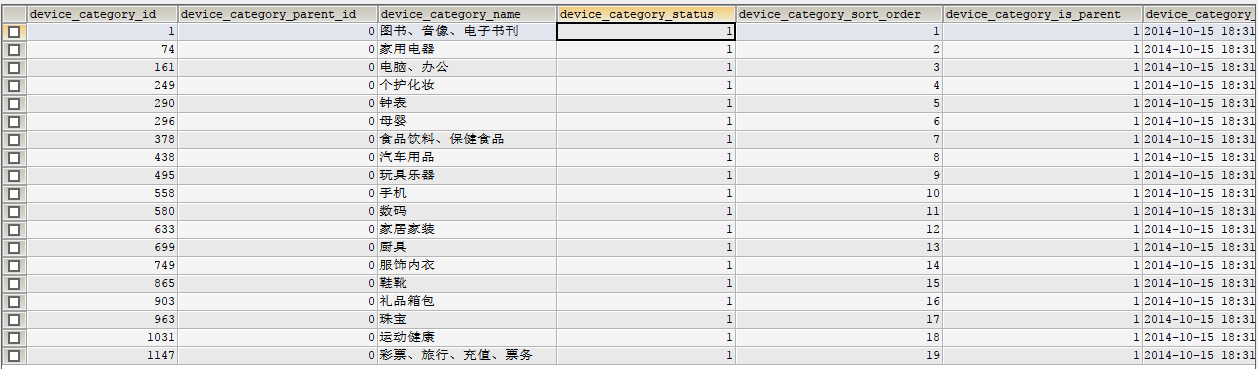 device_category_id device_category_parent_id device_category_name device_category_status device_category_sort_order device_category_is_parent device_category_
1 0 图书、音像、电子书刊 1 1 1 2014-10-15 18:31
74 0 家用电器 1 2 1 2014-10-15 18:31
161 0 电脑、办公 1 3 1 2014-10-15 18:31
249 0 个护化妆 1 4 1 2014-10-15 18:31
290 0 钟表 1 5 1 2014-10-15 18:31
296 0 母婴 1 6 1 2014-10-15 18:31
378 0 食品饮料、保健食品 1 7 1 2014-10-15 18:31
438 0 汽车用品 1 8 1 2014-10-15 18:31
495 0 玩具乐器 1 9 1 2014-10-15 18:31
558 0 手机 1 10 1 2014-10-15 18:31
580 0 数码 1 11 1 2014-10-15 18:31
633 0 家居家装 1 12 1 2014-10-15 18:31
699 0 厨具 1 13 1 2014-10-15 18:31
749 0 服饰内衣 1 14 1 2014-10-15 18:31
865 0 鞋靴 1 15 1 2014-10-15 18:31
903 0 礼品箱包 1 16 1 2014-10-15 18:31
963 0 珠宝 1 17 1 2014-10-15 18:31
1031 0 运动健康 1 18 1 2014-10-15 18:31
1147 0 彩票、旅行、充值、票务 1 19 1 2014-10-15 18:31